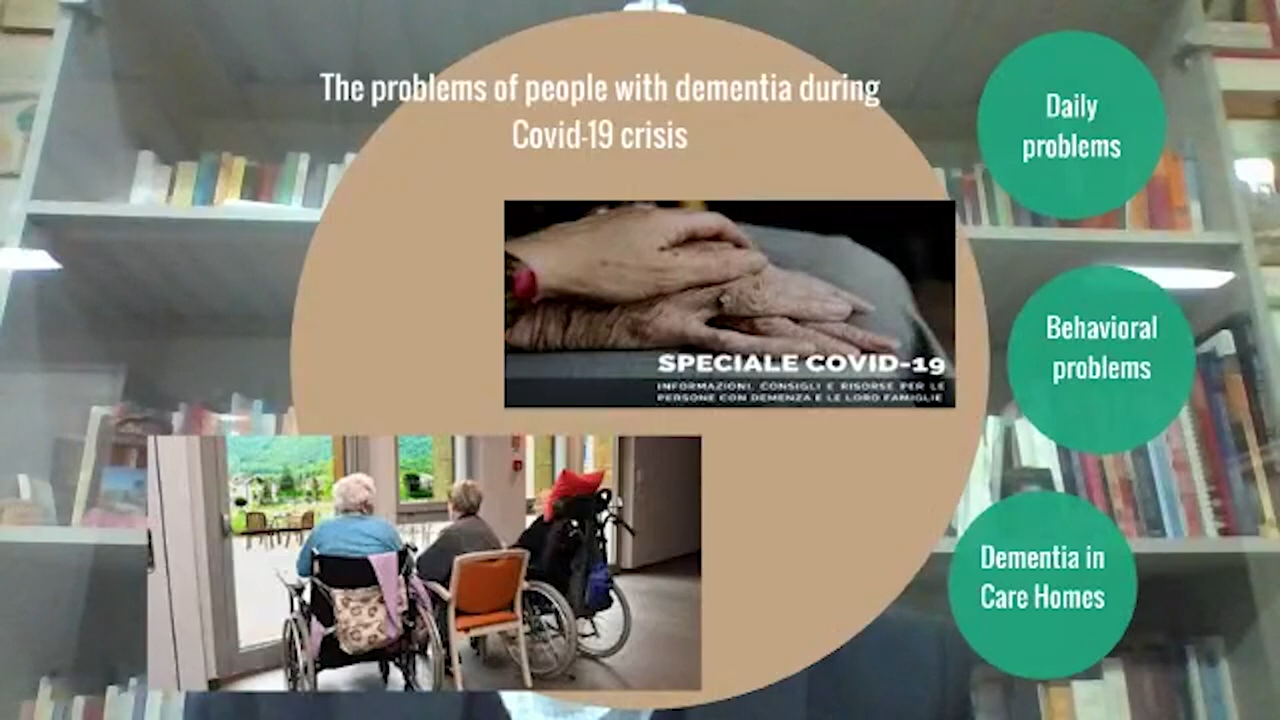 The problems of people with dementia during
Covid-19 crisis
Daily
problems
SPECIALE COVID-19
INFORMAZIONI, CONSIGLI E RISORSE PER LE
PERSONE CON DEMENZA E LE LORO FAMIGLIE
Behavioral
problems
Dementia in
Care Homes